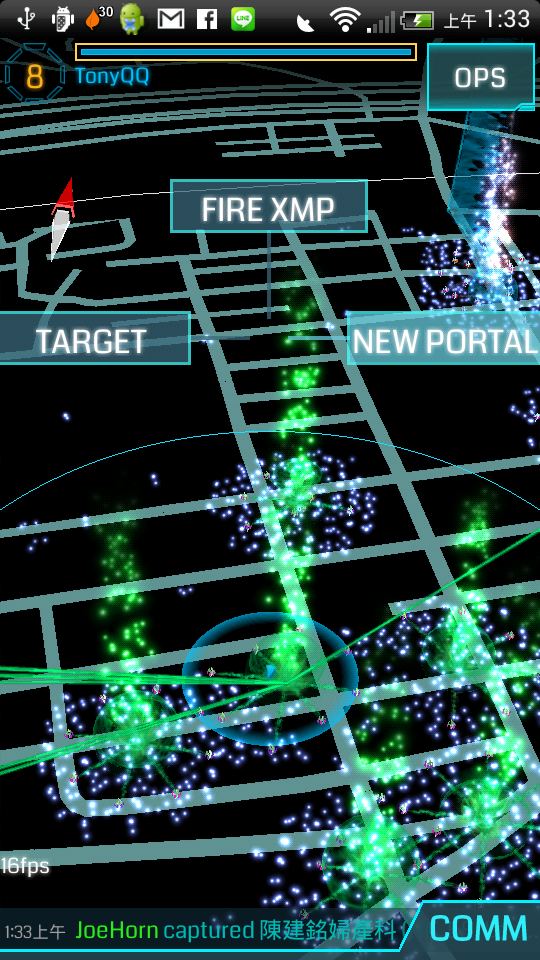 30
LINE
上午 1:33
8
TonyQQ
OPS
FIRE XMP
TARGET
NEW PORTAL
16fps
1:33上午 JoeHorn captured 陳建銘婦產科
COMM